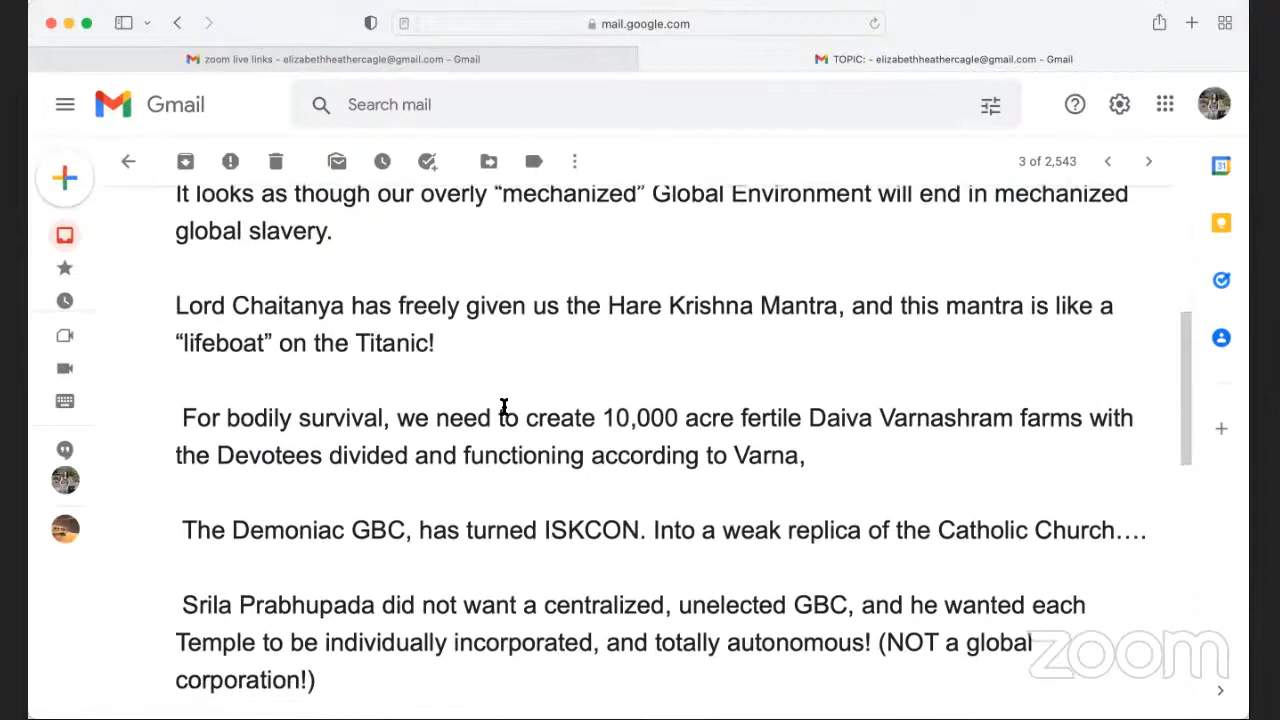 mail.google.com
zoom live links - elizabethheathercagle@gmail.com - Gmail
TOPIC: - elizabethheathercagle@gmail.com - Gmail
Gmail
Search mail
3 of 2,543
31
It looks as though our overly “mechanized” Global Environment will end in mechanized
global slavery.
Lord Chaitanya has freely given us the Hare Krishna Mantra, and this mantra is like a
“lifeboat” on the Titanic!
For bodily survival, we need to create 10,000 acre fertile Daiva Varnashram farms with
the Devotees divided and functioning according to Varna,
The Demoniac GBC, has turned ISKCON. Into a weak replica of the Catholic Church….
Srila Prabhupada did not want a centralized, unelected GBC, and he wanted each
Temple to be individually incorporated, and totally autonomous! (NOT a global
corporation!)
zoom